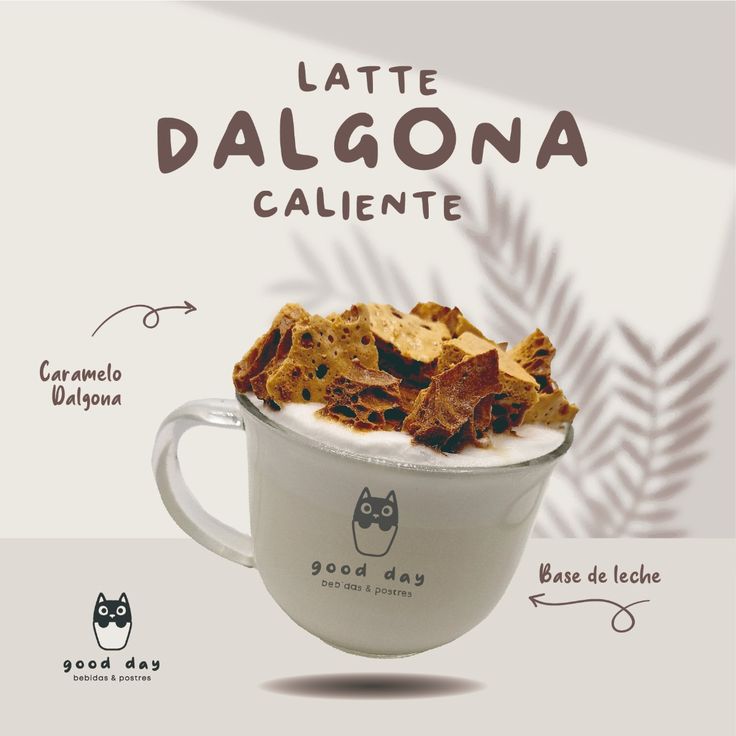 LATTE
DALGONA
CALIENTE
Caramelo
Dalgona
good day
bebidas & postres
Base de leche
good day
bebidas & postres